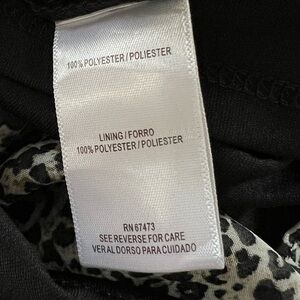 100% POLYESTER / POLIESTER
LINING / FORRO
100% POLYESTER / POLIESTER
RN 67473
SEE REVERSE FOR CARE
VER AL DORSO PARA CUIDADO